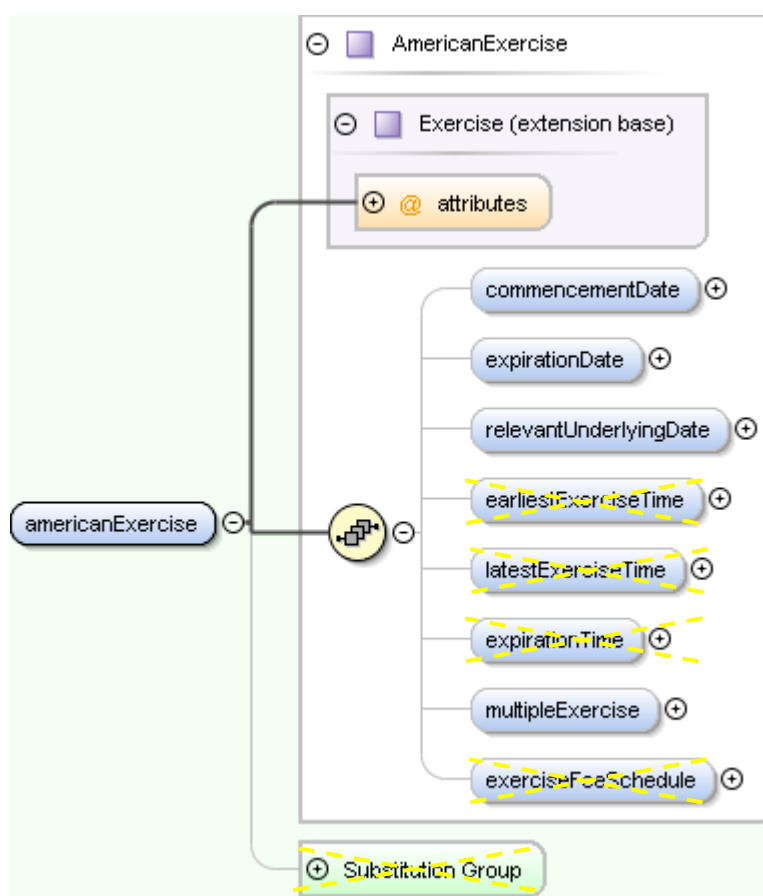 AmericanExercise
Exercise (extension base)
@ attributes
commencementDate
expirationDate
relevantUnderlyingDate
earliestExerciseTime
americanExercise
latestExerciseTime
expirationTime
multipleExercise
exerciseFeeSchedule
Substitution Group